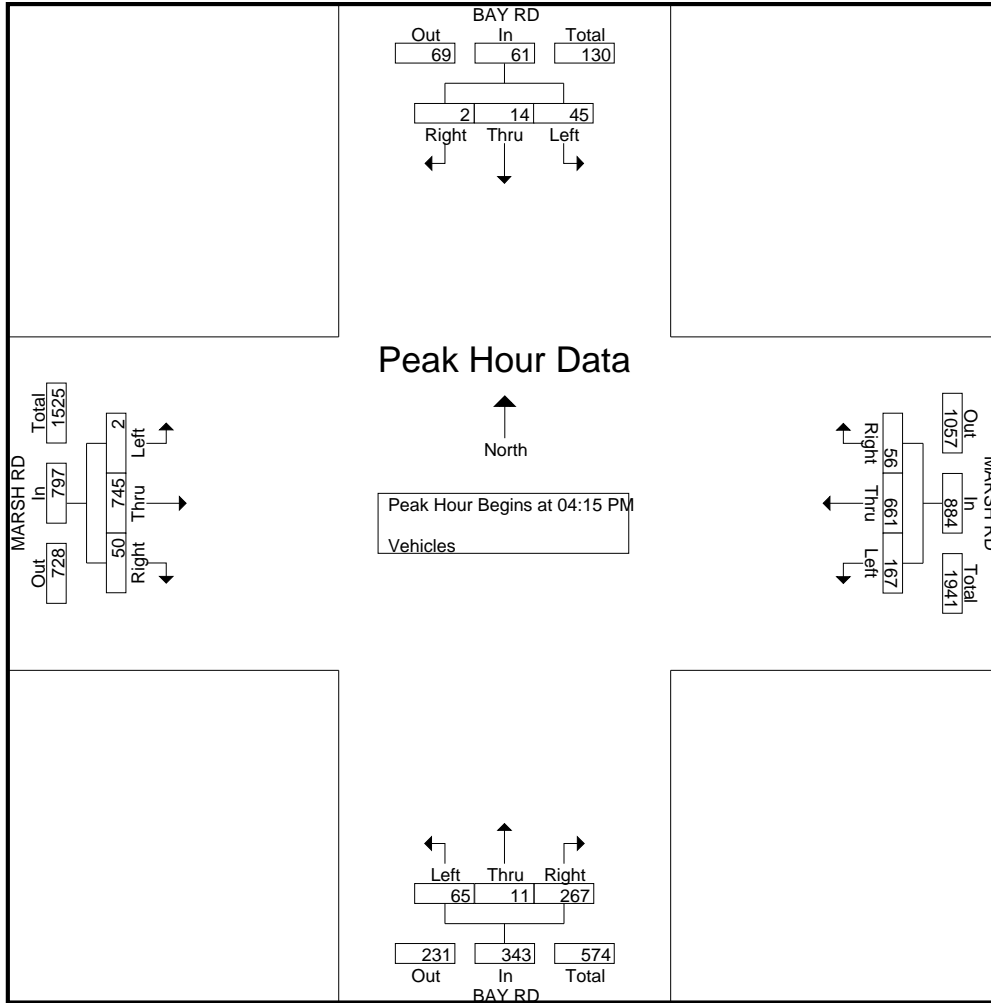 BAY RD
Out In Total
69 61 130
2 14 45
Right Thru Left
Peak Hour Data
North
Peak Hour Begins at 04:15 PM
Vehicles
MARSH RD
Out In Total
728 797 1525
50 745 2
Right Thru Left
MARSH RD
Out In Total
1057 884 1941
56 661 167
Right Thru Left
Left Thru Right
65 11 267
231 343 574
Out In Total
BAY RD